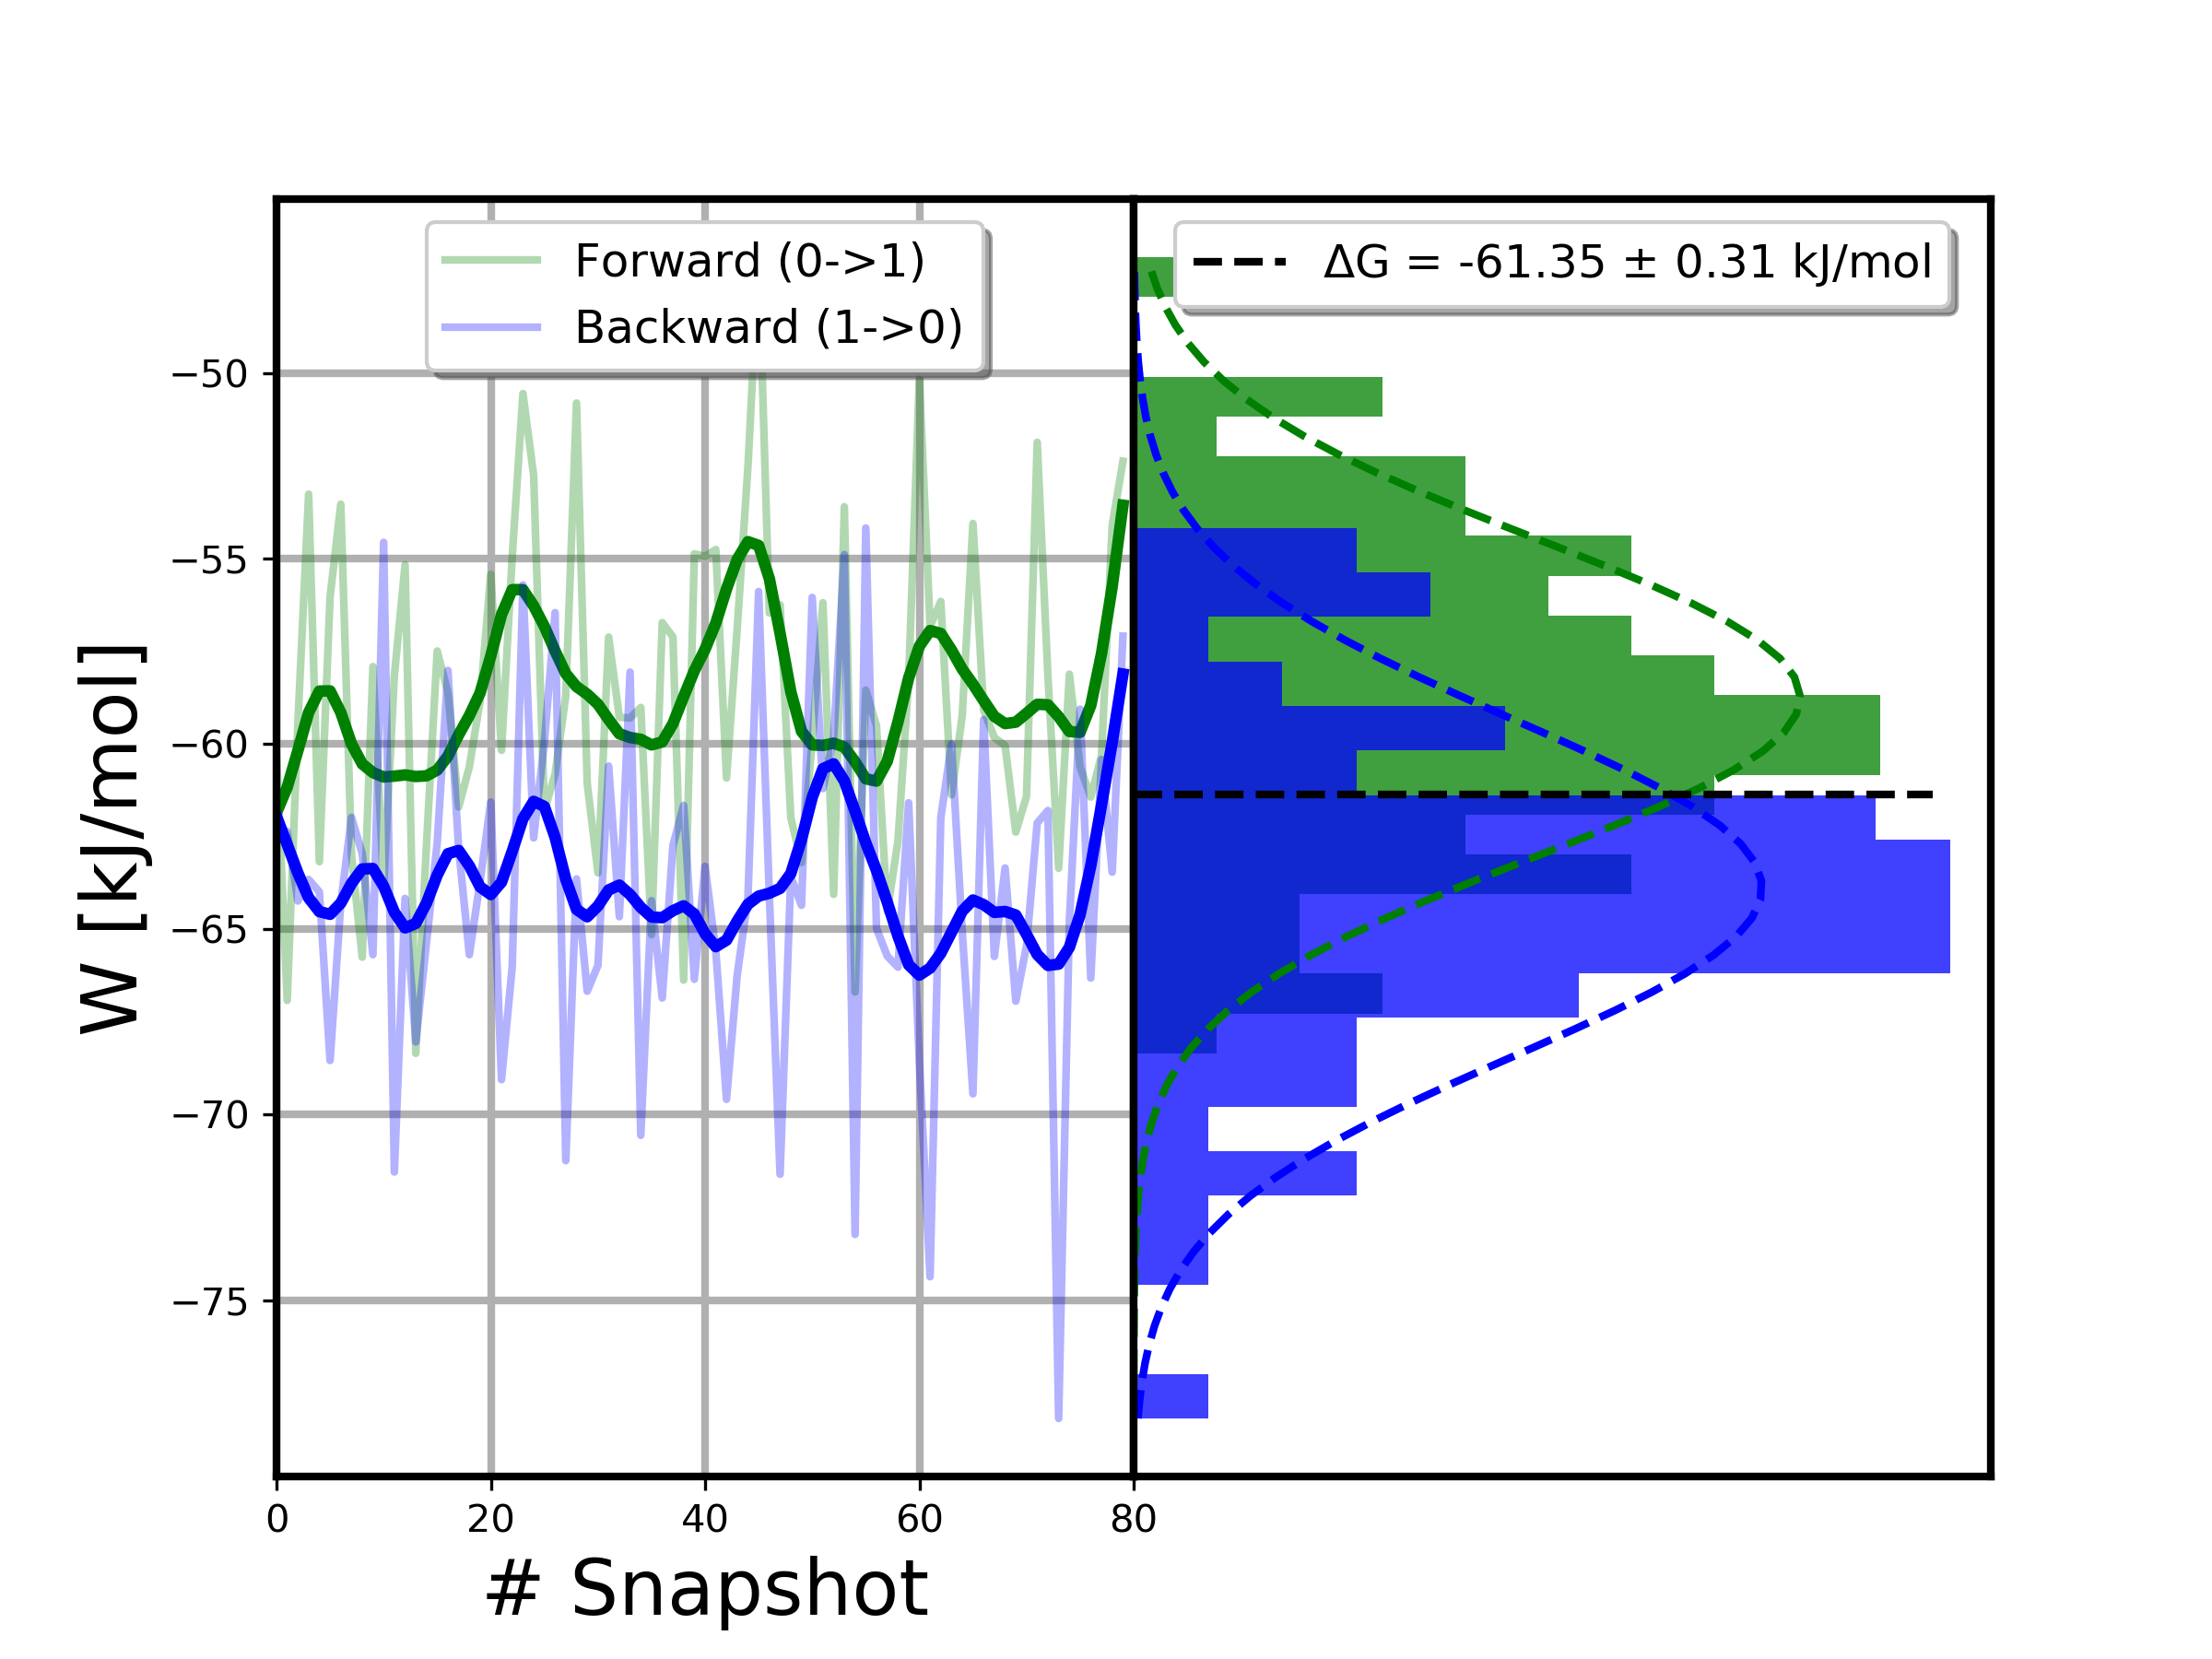 Forward (0->1)
Backward (1->0)
ΔG = -61.35 ± 0.31 kJ/mol
W [kJ/mol]
−50
−55
−60
−65
−70
−75
0 20 40 60 80
# Snapshot